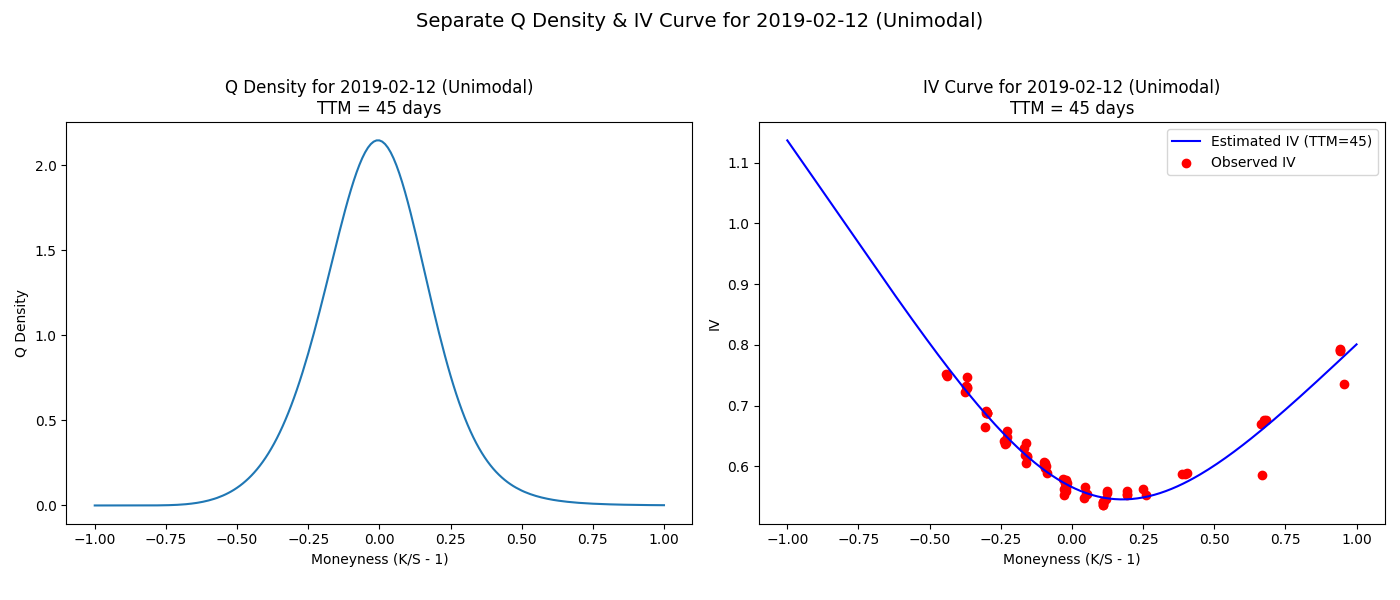 Separate Q Density & IV Curve for 2019-02-12 (Unimodal)
Q Density for 2019-02-12 (Unimodal)
TTM = 45 days
2.0
1.5
1.0
0.5
0.0
Q Density
−1.00 −0.75 −0.50 −0.25 0.00 0.25 0.50 0.75 1.00
Moneyness (K/S - 1)
IV Curve for 2019-02-12 (Unimodal)
TTM = 45 days
Estimated IV (TTM=45)
Observed IV
1.1
1.0
0.9
0.8
0.7
0.6
IV
−1.00 −0.75 −0.50 −0.25 0.00 0.25 0.50 0.75 1.00
Moneyness (K/S - 1)